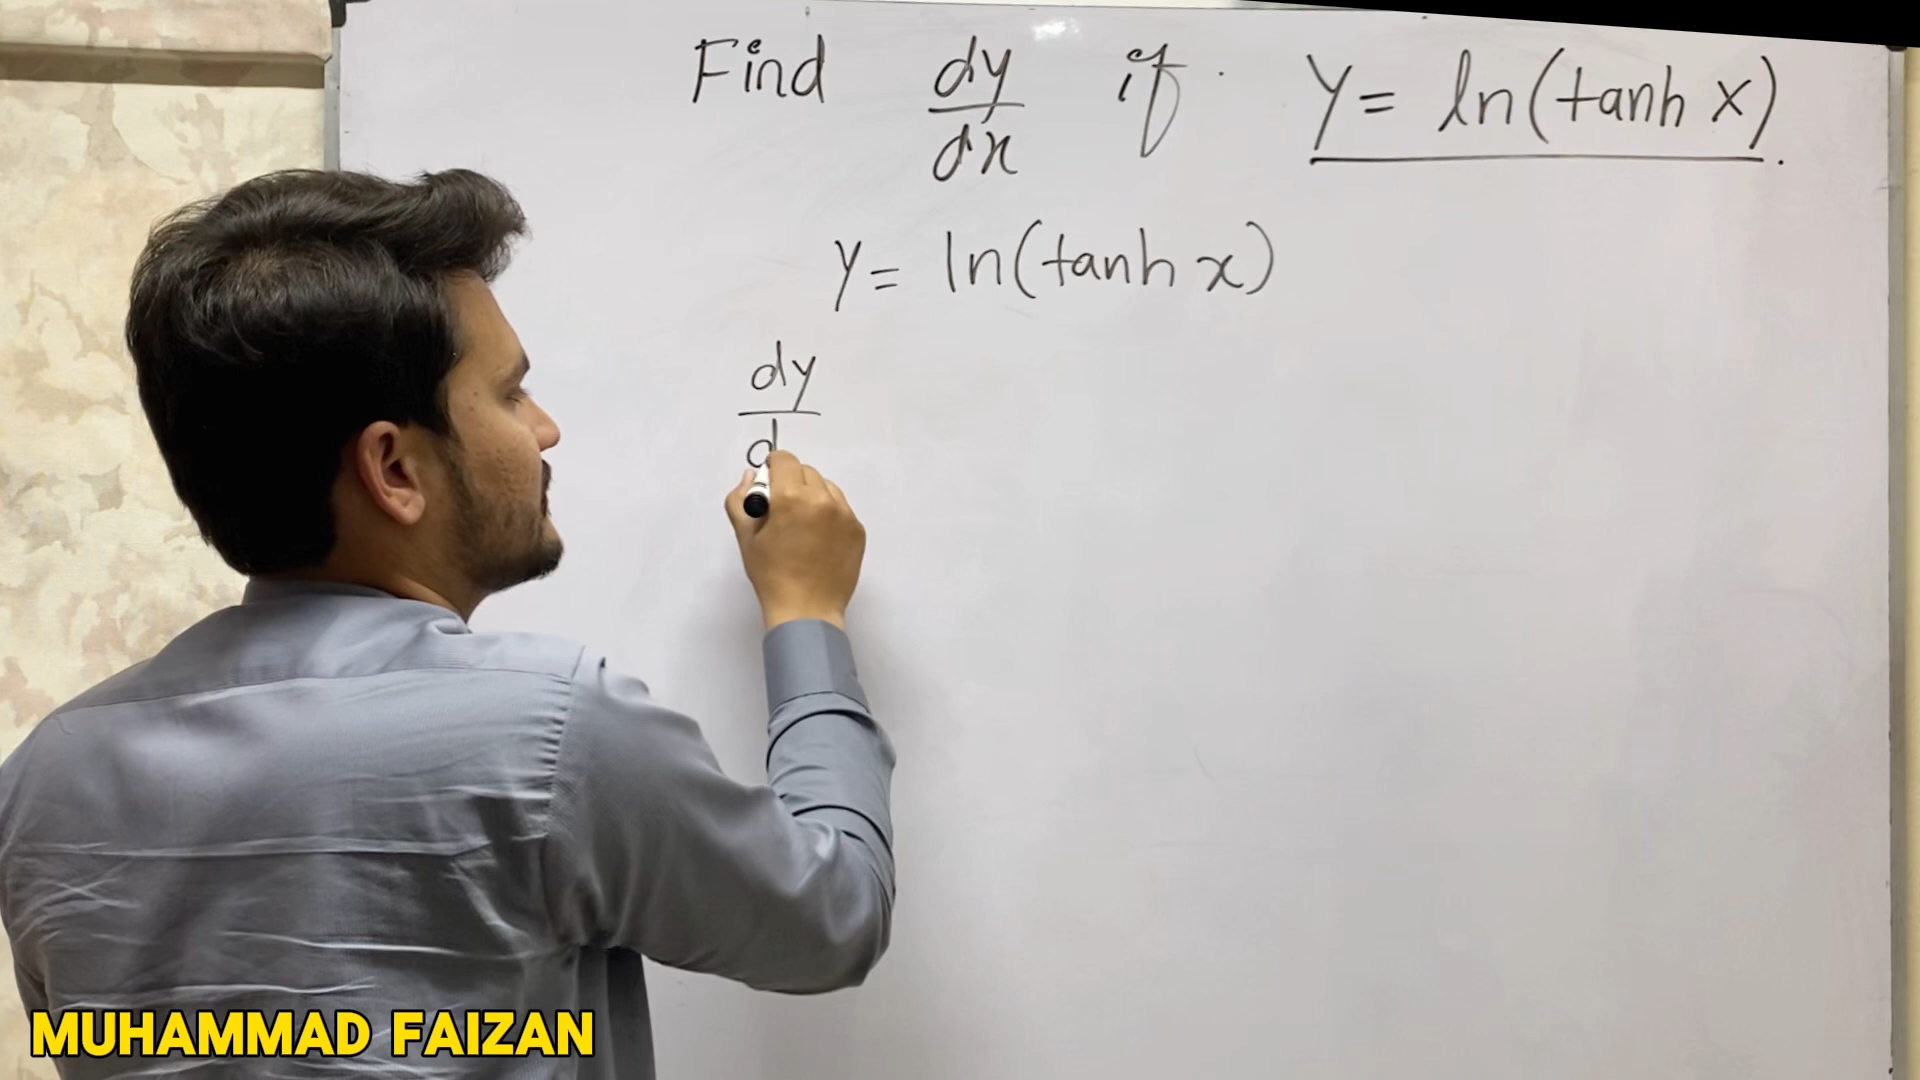 Find dy/dx if y = ln(tanh x).
y = ln(tanh x)
dy/d
MUHAMMAD FAIZAN